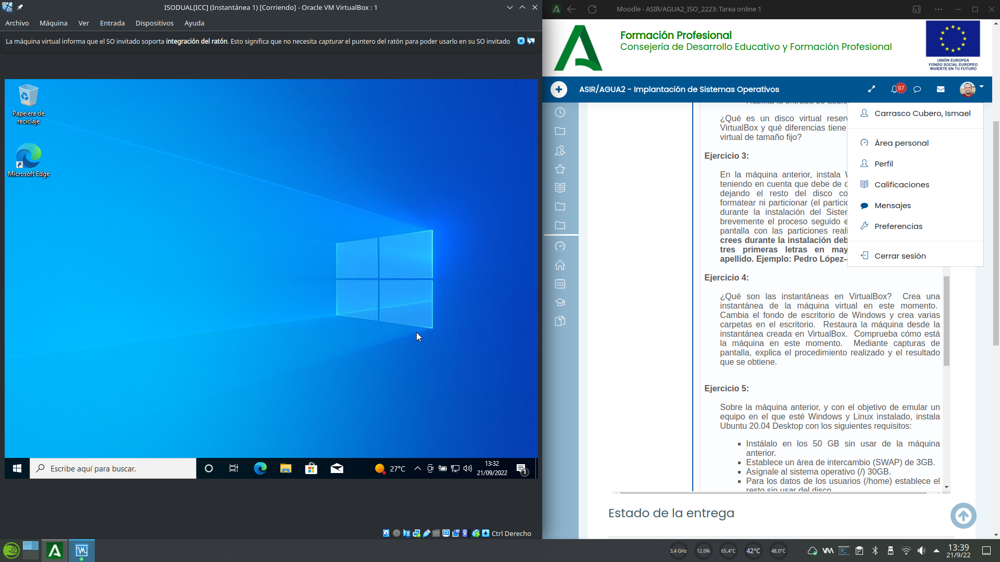 ISODUAL[ICC] (Instantánea 1) [Corriendo] - Oracle VM VirtualBox : 1
Archivo Máquina Ver Entrada Dispositivos Ayuda
La máquina virtual informa que el SO invitado soporta integración del ratón. Esto significa que no necesita capturar el puntero del ratón para poder usarlo en su SO invitado
Papelera de
reciclaje
Microsoft Edge
Escribe aquí para buscar.
27°C
13:32
21/09/2022
1
Ctrl Derecho
Moodle - ASIR/AGUA2_ISO_2223: Tarea online 1
Formación Profesional
Consejería de Desarrollo Educativo y Formación Profesional
UNIÓN EUROPEA
FONDO SOCIAL EUROPEO
INVIERTE EN TU FUTURO
ASIR/AGUA2 - Implantación de Sistemas Operativos
97
Carrasco Cubero, Ismael
Área personal
Perfil
Calificaciones
Mensajes
Preferencias
Cerrar sesión
Habilita la entrada de audio
¿Qué es un disco virtual reserv
VirtualBox y qué diferencias tiene
virtual de tamaño fijo?
Ejercicio 3:
En la máquina anterior, instala
teniendo en cuenta que debe de
dejando el resto del disco co
formatear ni particionar (el partici
durante la instalación del Sister
brevemente el proceso seguido e
pantalla con las particiones reali
crees durante la instalación deb
tres primeras letras en may
apellido. Ejemplo: Pedro López-
Ejercicio 4:
¿Qué son las instantáneas en VirtualBox? Crea una
instantánea de la máquina virtual en este momento.
Cambia el fondo de escritorio de Windows y crea varias
carpetas en el escritorio. Restaura la máquina desde la
instantánea creada en VirtualBox. Comprueba cómo está
la máquina en este momento. Mediante capturas de
pantalla, explica el procedimiento realizado y el resultado
que se obtiene.
Ejercicio 5:
Sobre la máquina anterior, y con el objetivo de emular un
equipo en el que esté Windows y Linux instalado, instala
Ubuntu 20.04 Desktop con los siguientes requisitos:
Instálalo en los 50 GB sin usar de la máquina
anterior.
Establece un área de intercambio (SWAP) de 3GB.
Asígnale al sistema operativo (/) 30GB.
Para los datos de los usuarios (/home) establece el
resto sin usar del disco
Estado de la entrega
3,4 GHz
12,0%
65,4°C
42°C
48,0°C
13:39
21/9/22